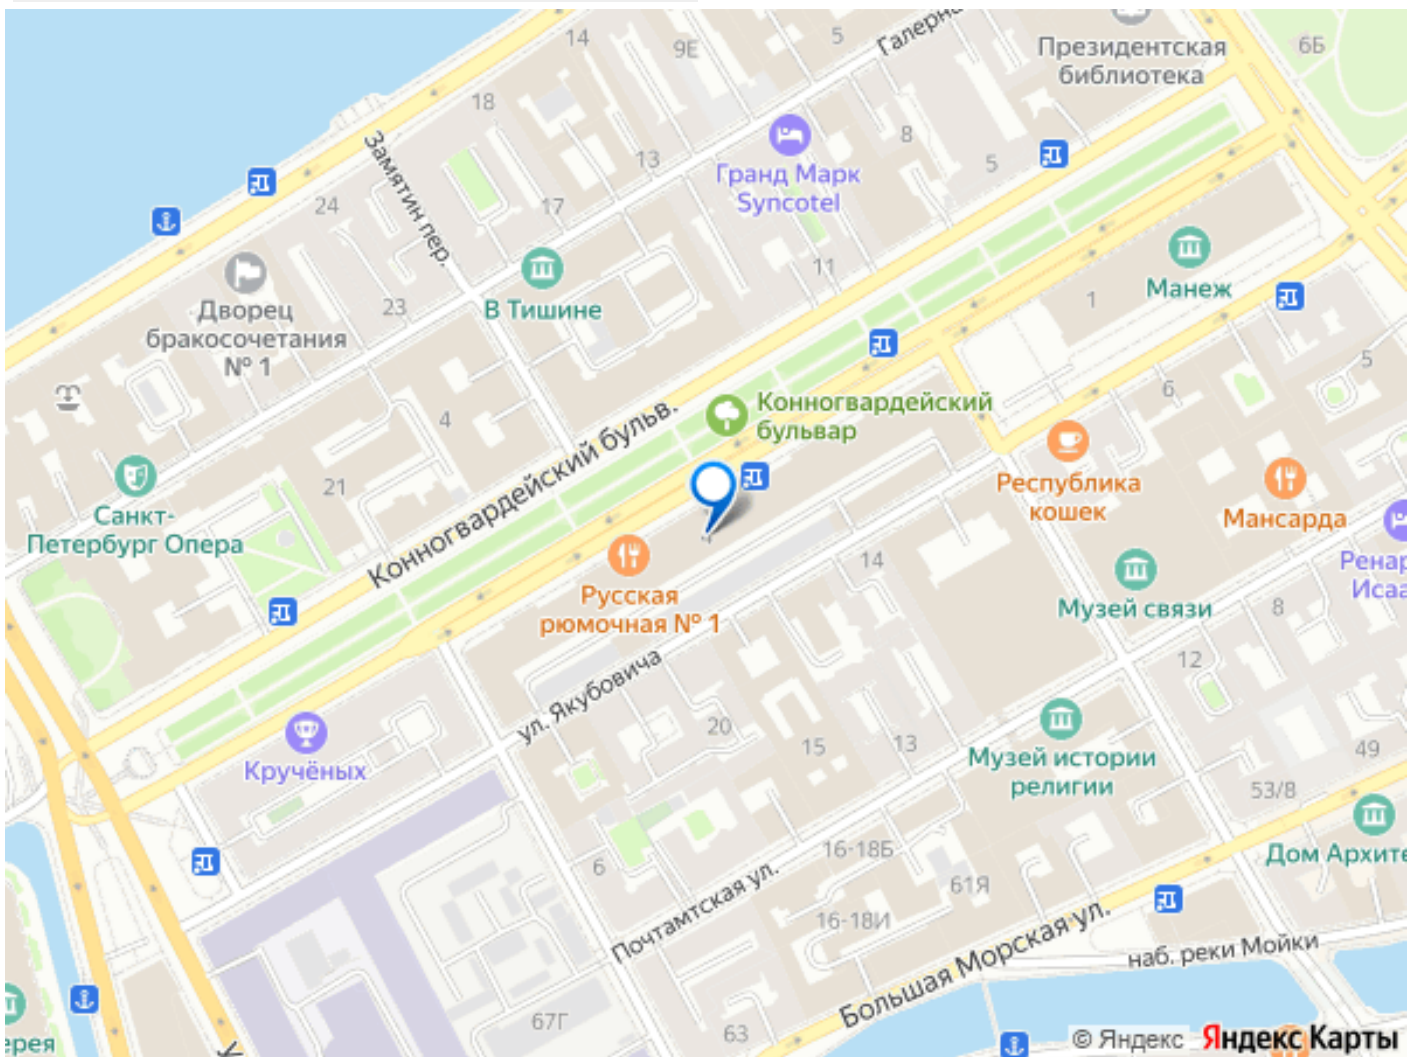 14
9Е
5
Галерна
Президентская
библиотека
6Б
18
Замятин пер.
13
8
5
Гранд Марк
Syncotel
24
17
11
Манеж
1
В Тишине
23
Дворец
бракосочетания
№ 1
5
6
4
Конногвардейский бульв.
Конногвардейский
бульвар
Республика
кошек
Мансарда
21
Санкт-
Петербург Опера
14
Ренар
Исаа
Русская
рюмочная № 1
Музей связи
8
12
ул. Якубовича
20
15
13
Музей истории
религии
49
Кручёных
53/8
Дом Архите
6
16-18Б
61Я
Почтамтская ул.
16-18И
Большая Морская ул.
наб. реки Мойки
67Г
63
ерея
© Яндекс Яндекс Карты